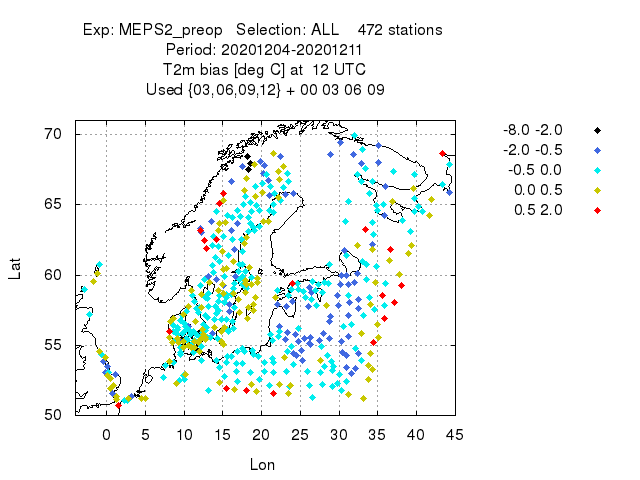 Exp: MEPS2_preop   Selection: ALL    472 stations
Period: 20201204-20201211
T2m bias [deg C] at  12 UTC
Used {03,06,09,12} + 00 03 06 09
-8.0 -2.0
-2.0 -0.5
-0.5 0.0
0.0 0.5
0.5 2.0
70
65
60
55
50
Lat
0 5 10 15 20 25 30 35 40 45
Lon